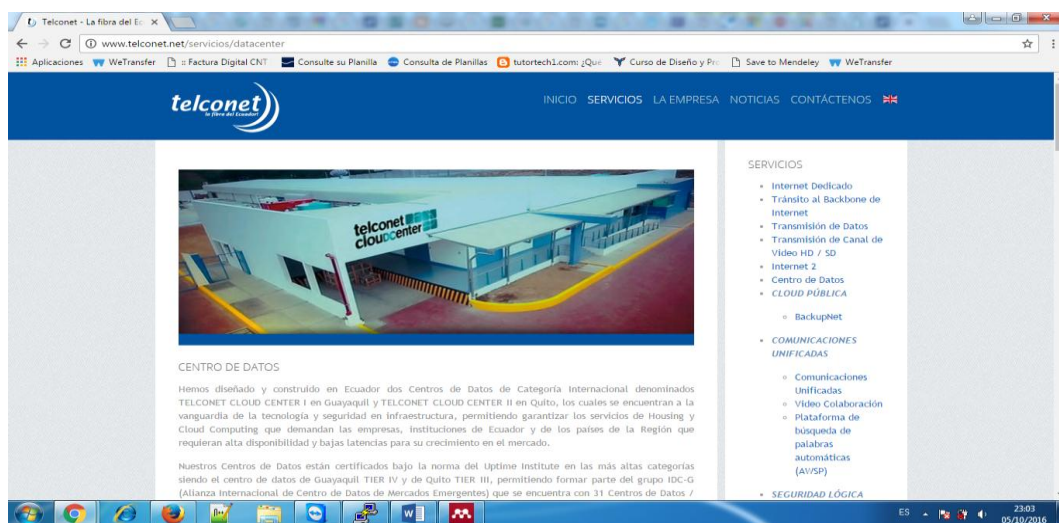 Telconet - La fibra del Ec
www.telconet.net/servicios/datacenter
Aplicaciones WeTransfer :: Factura Digital CNT Consulte su Planilla Consulta de Planillas tutortech1.com: ¿Qué Curso de Diseño y Pro Save to Mendeley WeTransfer
telconet
la fibra del Ecuador
INICIO SERVICIOS LA EMPRESA NOTICIAS CONTÁCTENOS
telconet
cloudcenter
CENTRO DE DATOS
Hemos diseñado y construido en Ecuador dos Centros de Datos de Categoría Internacional denominados
TELCONET CLOUD CENTER I en Guayaquil y TELCONET CLOUD CENTER II en Quito, los cuales se encuentran a la
vanguardia de la tecnología y seguridad en infraestructura, permitiendo garantizar los servicios de Housing y
Cloud Computing que demandan las empresas, instituciones de Ecuador y de los países de la Región que
requieran alta disponibilidad y bajas latencias para su crecimiento en el mercado.
Nuestros Centros de Datos están certificados bajo la norma del Uptime Institute en las más altas categorías
siendo el centro de datos de Guayaquil TIER IV y de Quito TIER III, permitiendo formar parte del grupo IDC-G
(Alianza Internacional de Centro de Datos de Mercados Emergentes) que se encuentra con 31 Centros de Datos /
SERVICIOS
Internet Dedicado
Tránsito al Backbone de
Internet
Transmisión de Datos
Transmisión de Canal de
Video HD / SD
Internet 2
Centro de Datos
CLOUD PÚBLICA
BackupNet
COMUNICACIONES
UNIFICADAS
Comunicaciones
Unificadas
Video Colaboración
Plataforma de
búsqueda de
palabras
automáticas
(AWSP)
SEGURIDAD LÓGICA
ES
23:03
05/10/2016